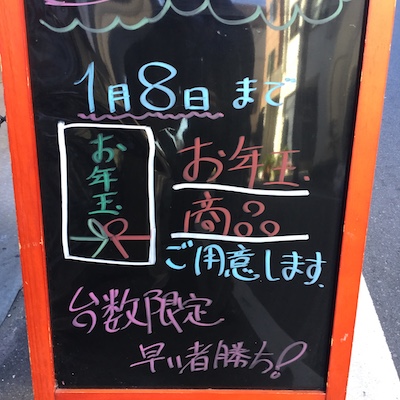 1月8日まで
お年玉
お年玉
商品
ご用意します.
台数限定
早い者勝ち!